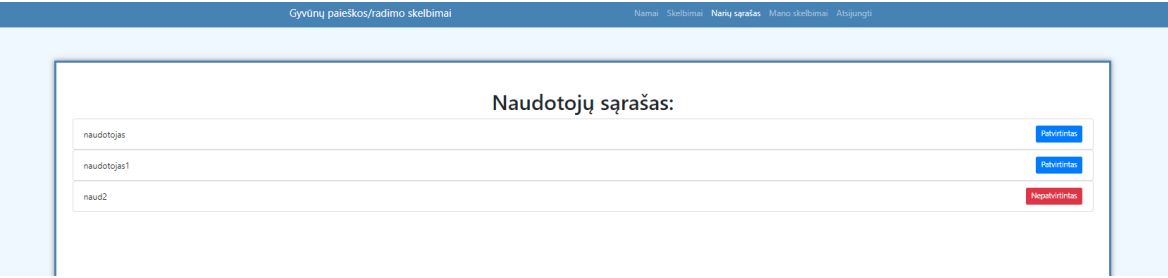 Gyvūnų paieškos/radimo skelbimai Namai Skelbimai Narių sąrašas Mano skelbimai Atsijungti
Naudotojų sąrašas:
naudotojas Patvirtintas
naudotojas1 Patvirtintas
naud2 Nepatvirtintas